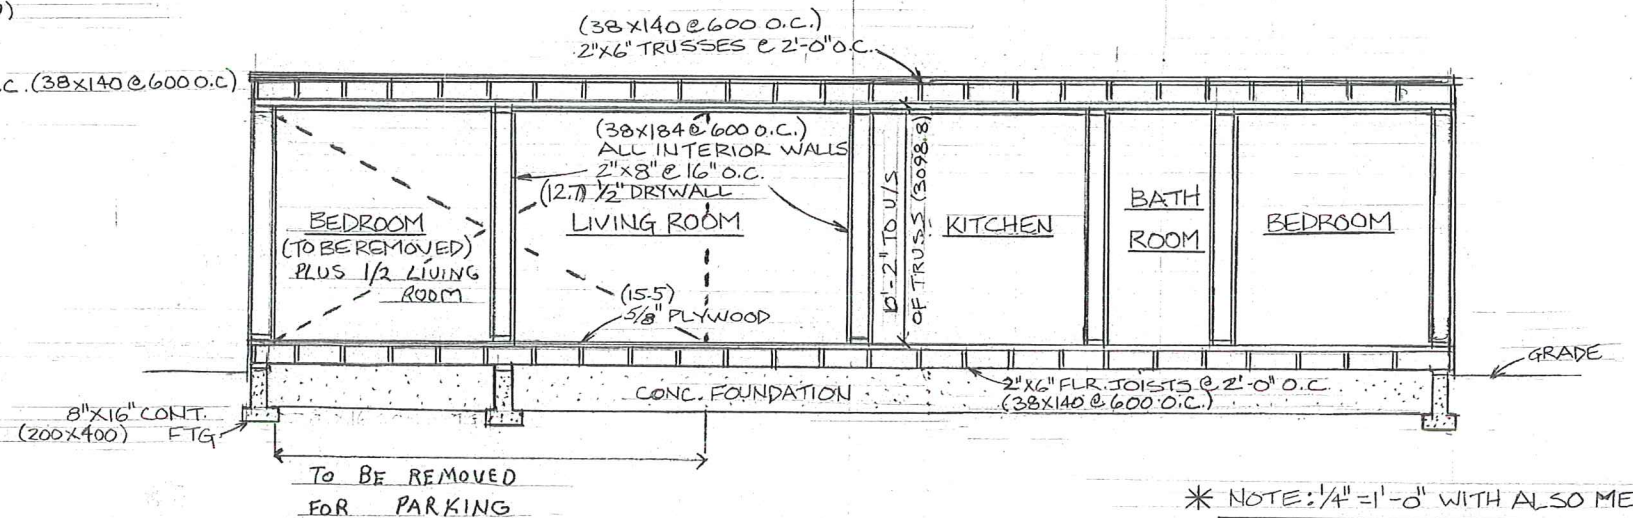 (38X140 @ 600 O.C.)
2"X6" TRUSSES @ 2'-0" O.C.
.C. (38X140 @ 600 O.C)
(38X184 @ 600 O.C.)
ALL INTERIOR WALLS
2"X8" @ 16" O.C.
(12.7) 1/2" DRYWALL
BEDROOM
(TO BE REMOVED)
PLUS 1/2 LIVING
ROOM
LIVING ROOM
(15.5)
5/8" PLYWOOD
10'-2" TO U/S
OF TRUSS (3098.8)
KITCHEN
BATH
ROOM
BEDROOM
GRADE
CONC. FOUNDATION
2"X6" FLR. JOISTS @ 2'-0" O.C.
(38X140 @ 600 O.C.)
8"X16" CONT.
(200X400) FTG
TO BE REMOVED
FOR PARKING
* NOTE: 1/4" = 1'-0" WITH ALSO ME